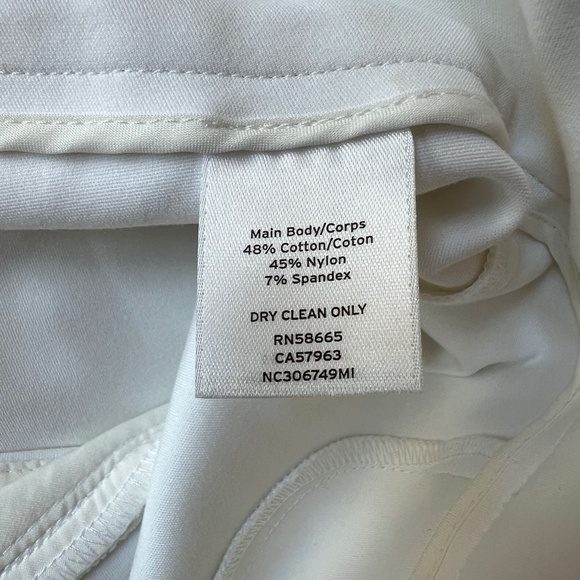 Main Body/Corps
48% Cotton/Coton
45% Nylon
7% Spandex
DRY CLEAN ONLY
RN58665
CA57963
NC306749MI